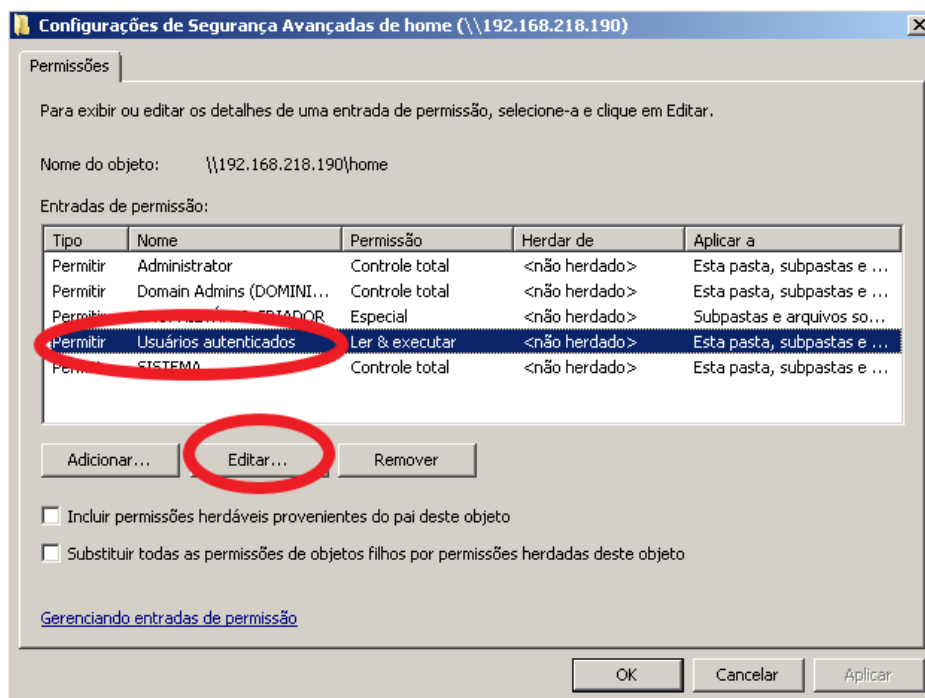 Configurações de Segurança Avançadas de home (\\192.168.218.190)
Permissões
Para exibir ou editar os detalhes de uma entrada de permissão, selecione-a e clique em Editar.
Nome do objeto: \\192.168.218.190\home
Entradas de permissão:
Tipo Nome Permissão Herdar de Aplicar a
Permitir Administrator Controle total <não herdado> Esta pasta, subpastas e ...
Permitir Domain Admins (DOMINI... Controle total <não herdado> Esta pasta, subpastas e ...
Permitir CRIADOR Especial <não herdado> Subpastas e arquivos so...
Permitir Usuários autenticados Ler & executar <não herdado> Esta pasta, subpastas e ...
Permitir SISTEMA Controle total <não herdado> Esta pasta, subpastas e ...
Adicionar... Editar... Remover
Incluir permissões herdáveis provenientes do pai deste objeto
Substituir todas as permissões de objetos filhos por permissões herdadas deste objeto
Gerenciando entradas de permissão
OK Cancelar Aplicar